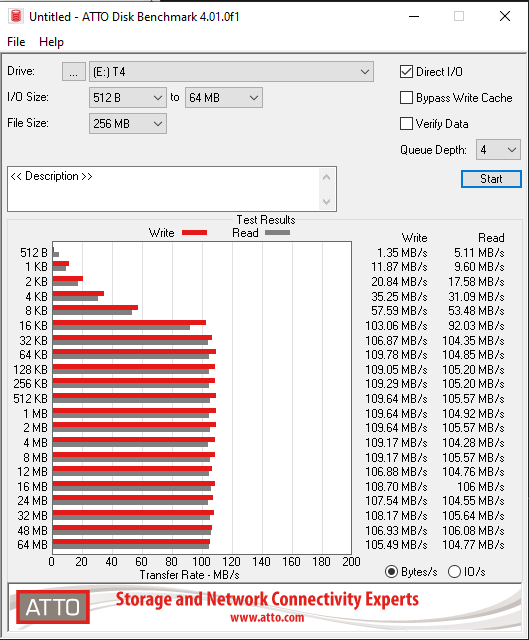 Untitled - ATTO Disk Benchmark 4.01.0f1
File Help
Drive: ... (E:) T4 Direct I/O
I/O Size: 512 B to 64 MB Bypass Write Cache
File Size: 256 MB Verify Data
Queue Depth: 4
<< Description >> Start
Test Results
Write Read Write Read
512 B 1.35 MB/s 5.11 MB/s
1 KB 11.87 MB/s 9.60 MB/s
2 KB 20.84 MB/s 17.58 MB/s
4 KB 35.25 MB/s 31.09 MB/s
8 KB 57.59 MB/s 53.48 MB/s
16 KB 103.06 MB/s 92.03 MB/s
32 KB 106.87 MB/s 104.35 MB/s
64 KB 109.78 MB/s 104.85 MB/s
128 KB 109.05 MB/s 105.20 MB/s
256 KB 109.29 MB/s 105.20 MB/s
512 KB 109.64 MB/s 105.57 MB/s
1 MB 109.64 MB/s 104.92 MB/s
2 MB 109.64 MB/s 105.57 MB/s
4 MB 109.17 MB/s 104.28 MB/s
8 MB 109.17 MB/s 105.57 MB/s
12 MB 106.88 MB/s 104.76 MB/s
16 MB 108.70 MB/s 106 MB/s
24 MB 107.54 MB/s 104.55 MB/s
32 MB 108.17 MB/s 105.64 MB/s
48 MB 106.93 MB/s 106.08 MB/s
64 MB 105.49 MB/s 104.77 MB/s
0 20 40 60 80 100 120 140 160 180 200
Transfer Rate - MB/s Bytes/s IO/s
ATTO Storage and Network Connectivity Experts
www.atto.com